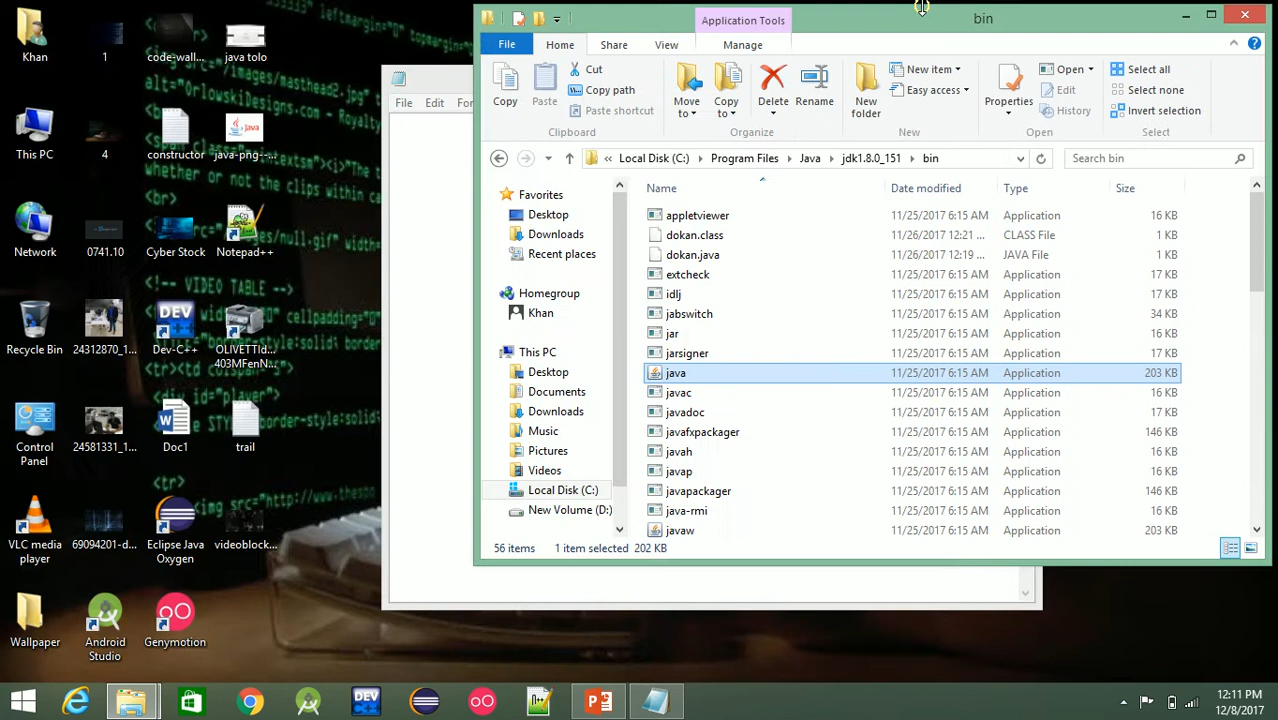 Application Tools
bin
File
Home
Share
View
Manage
Copy
Paste
Cut
Copy path
Paste shortcut
Clipboard
Move to
Copy to
Delete
Rename
Organize
New folder
New item
Easy access
New
Properties
Open
Edit
History
Open
Select all
Select none
Invert selection
Select
« Local Disk (C:) Program Files Java jdk1.8.0_151 bin
Search bin
Favorites
Desktop
Downloads
Recent places
Homegroup
Khan
This PC
Desktop
Documents
Downloads
Music
Pictures
Videos
Local Disk (C:)
New Volume (D:)
Name Date modified Type Size
appletviewer 11/25/2017 6:15 AM Application 16 KB
dokan.class 11/26/2017 12:21 ... CLASS File 1 KB
dokan.java 11/26/2017 12:19 ... JAVA File 1 KB
extcheck 11/25/2017 6:15 AM Application 17 KB
idlj 11/25/2017 6:15 AM Application 17 KB
jabswitch 11/25/2017 6:15 AM Application 34 KB
jar 11/25/2017 6:15 AM Application 16 KB
jarsigner 11/25/2017 6:15 AM Application 17 KB
java 11/25/2017 6:15 AM Application 203 KB
javac 11/25/2017 6:15 AM Application 16 KB
javadoc 11/25/2017 6:15 AM Application 17 KB
javafxpackager 11/25/2017 6:15 AM Application 146 KB
javah 11/25/2017 6:15 AM Application 16 KB
javap 11/25/2017 6:15 AM Application 16 KB
javapackager 11/25/2017 6:15 AM Application 146 KB
java-rmi 11/25/2017 6:15 AM Application 16 KB
javaw 11/25/2017 6:15 AM Application 203 KB
56 items 1 item selected 202 KB
File Edit For
Khan
1
code-wall...
java tolo
This PC
4
constructor
java-png--...
Network
0741.10
Cyber Stock
Notepad++
Recycle Bin
24312870_1...
Dev-C++
OLIVETTId...
403MFenN...
Control Panel
24581331_1...
Doc1
trail
VLC media player
69094201-d...
Eclipse Java Oxygen
videoblock...
Wallpaper
Android Studio
Genymotion
12:11 PM
12/8/2017